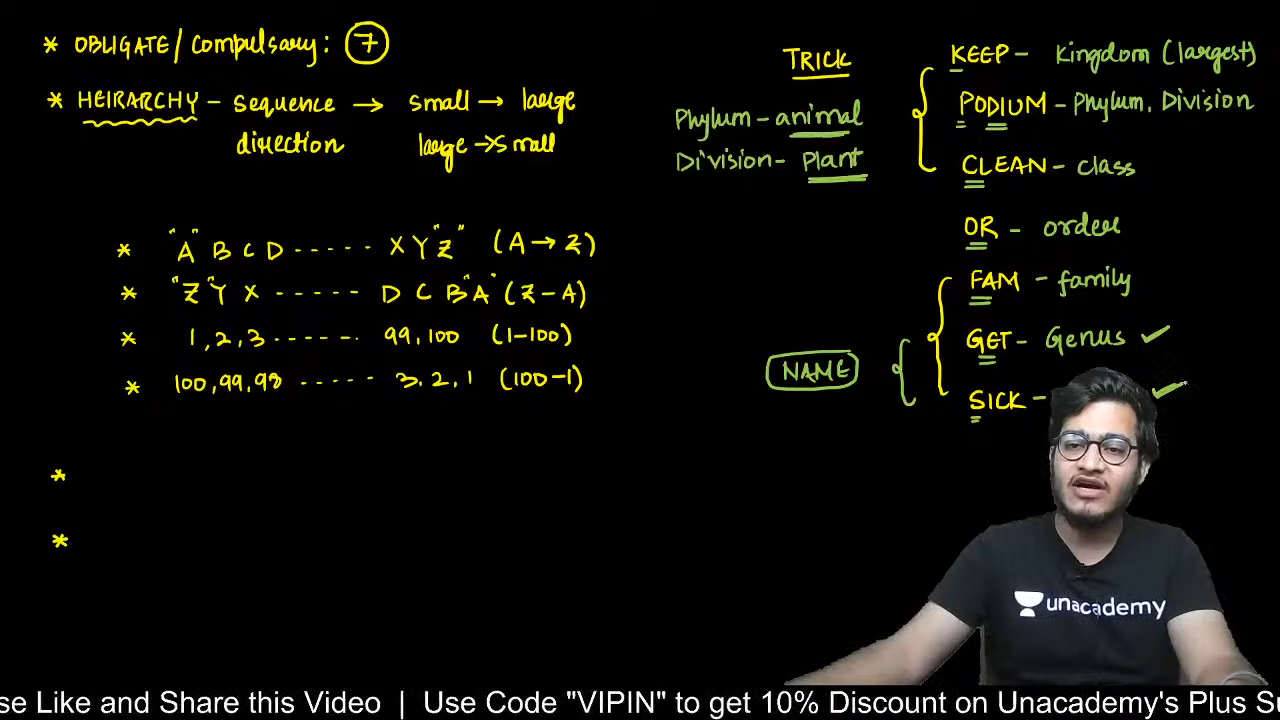 * OBLIGATE/Compulsary: 7
* HEIRARCHY - sequence → small → large
direction large → small
* "A" B C D ------ X Y "Z" (A → Z)
* "Z" Y X ------ D C B "A" (Z - A)
* 1, 2, 3 ------ 99, 100 (1-100)
* 100, 99, 98 ------ 3, 2, 1 (100-1)
*
*
TRICK
Phylum - animal
Division - Plant
KEEP - Kingdom (largest)
PODIUM - Phylum, Division
CLEAN - class
OR - order
FAM - family
GET - Genus ✓
SICK - ✓
NAME
unacademy
se Like and Share this Video | Use Code "VIPIN" to get 10% Discount on Unacademy's Plus Su